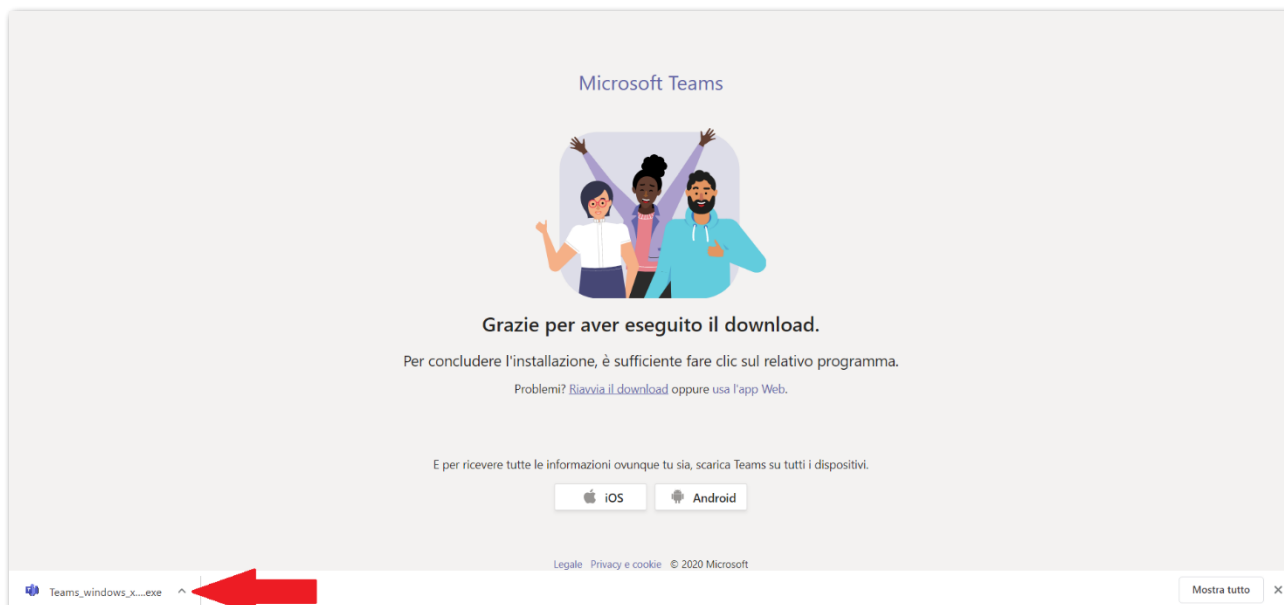 Microsoft Teams
Grazie per aver eseguito il download.
Per concludere l'installazione, è sufficiente fare clic sul relativo programma.
Problemi? Riavvia il download oppure usa l'app Web.
E per ricevere tutte le informazioni ovunque tu sia, scarica Teams su tutti i dispositivi.
iOS Android
Legale Privacy e cookie © 2020 Microsoft
Teams_windows_x....exe Mostra tutto